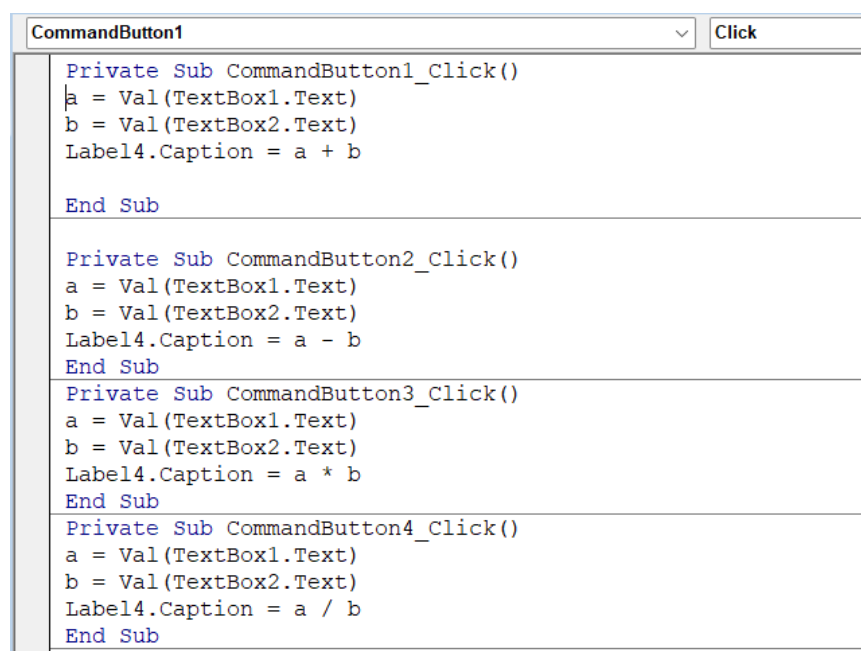 CommandButton1 Click
Private Sub CommandButton1_Click()
a = Val(TextBox1.Text)
b = Val(TextBox2.Text)
Label4.Caption = a + b
End Sub
Private Sub CommandButton2_Click()
a = Val(TextBox1.Text)
b = Val(TextBox2.Text)
Label4.Caption = a - b
End Sub
Private Sub CommandButton3_Click()
a = Val(TextBox1.Text)
b = Val(TextBox2.Text)
Label4.Caption = a * b
End Sub
Private Sub CommandButton4_Click()
a = Val(TextBox1.Text)
b = Val(TextBox2.Text)
Label4.Caption = a / b
End Sub